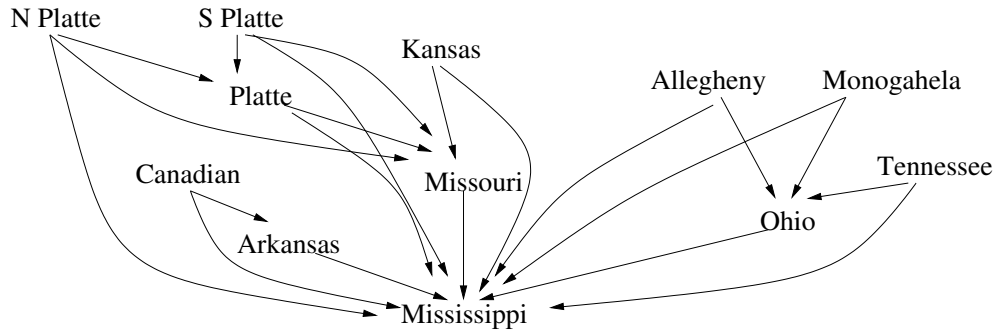 N Platte
S Platte
Kansas
Platte
Allegheny
Monogahela
Canadian
Missouri
Tennessee
Arkansas
Ohio
Mississippi